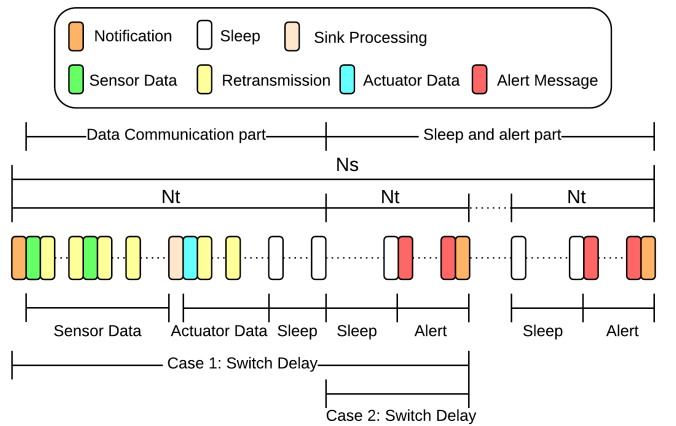 Notification Sleep Sink Processing
Sensor Data Retransmission Actuator Data Alert Message
Data Communication part Sleep and alert part
Ns
Nt Nt Nt
Sensor Data Actuator Data Sleep Sleep Alert Sleep Alert
Case 1: Switch Delay
Case 2: Switch Delay